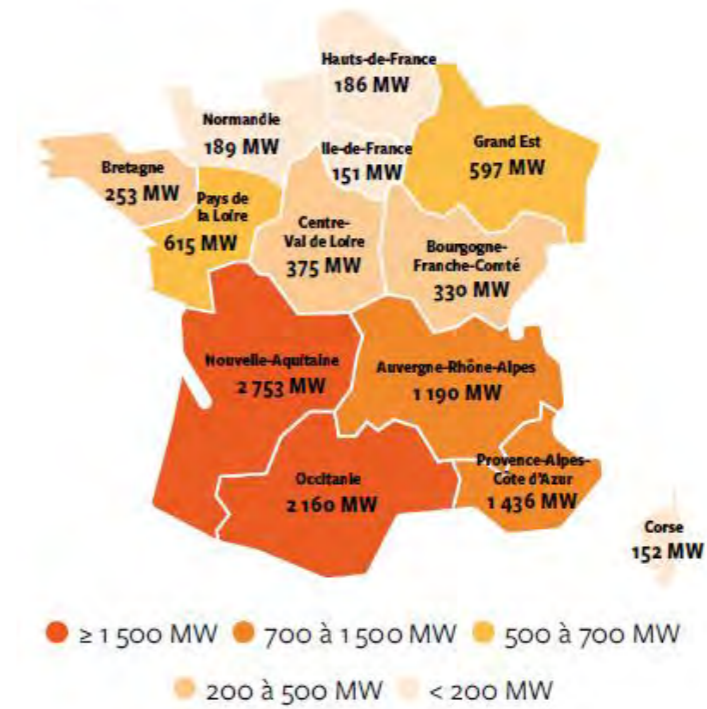 Hauts-de-France
186 MW
Normandie
189 MW
Ile-de-France
151 MW
Grand Est
597 MW
Bretagne
253 MW
Pays de
la Loire
615 MW
Centre-
Val de Loire
375 MW
Bourgogne-
Franche-Comté
330 MW
Nouvelle-Aquitaine
2 753 MW
Auvergne-Rhône-Alpes
1 190 MW
Provence-Alpes-
Côte d'Azur
1 436 MW
Occitanie
2 160 MW
Corse
152 MW
≥ 1 500 MW
700 à 1 500 MW
500 à 700 MW
200 à 500 MW
< 200 MW